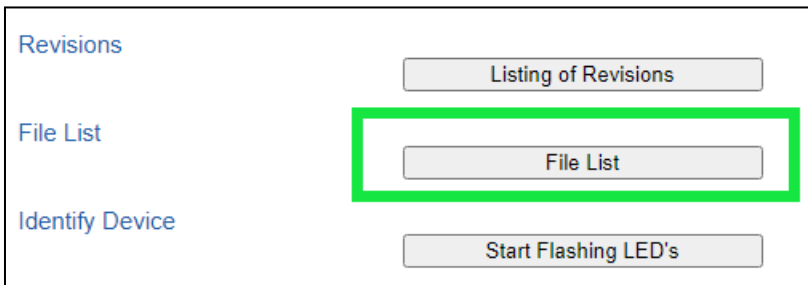 Revisions
Listing of Revisions
File List
File List
Identify Device
Start Flashing LED's